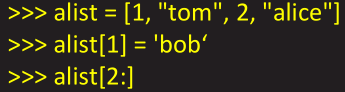 >>> alist = [1, "tom", 2, "alice"]
>>> alist[1] = 'bob‘
>>> alist[2:]